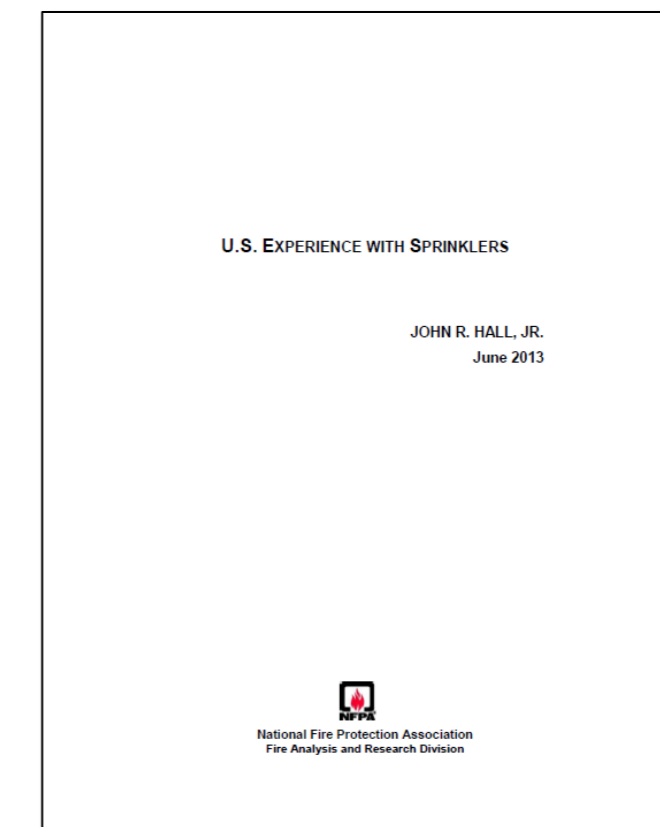 U.S. EXPERIENCE WITH SPRINKLERS
JOHN R. HALL, JR.
June 2013
NFPA
National Fire Protection Association
Fire Analysis and Research Division